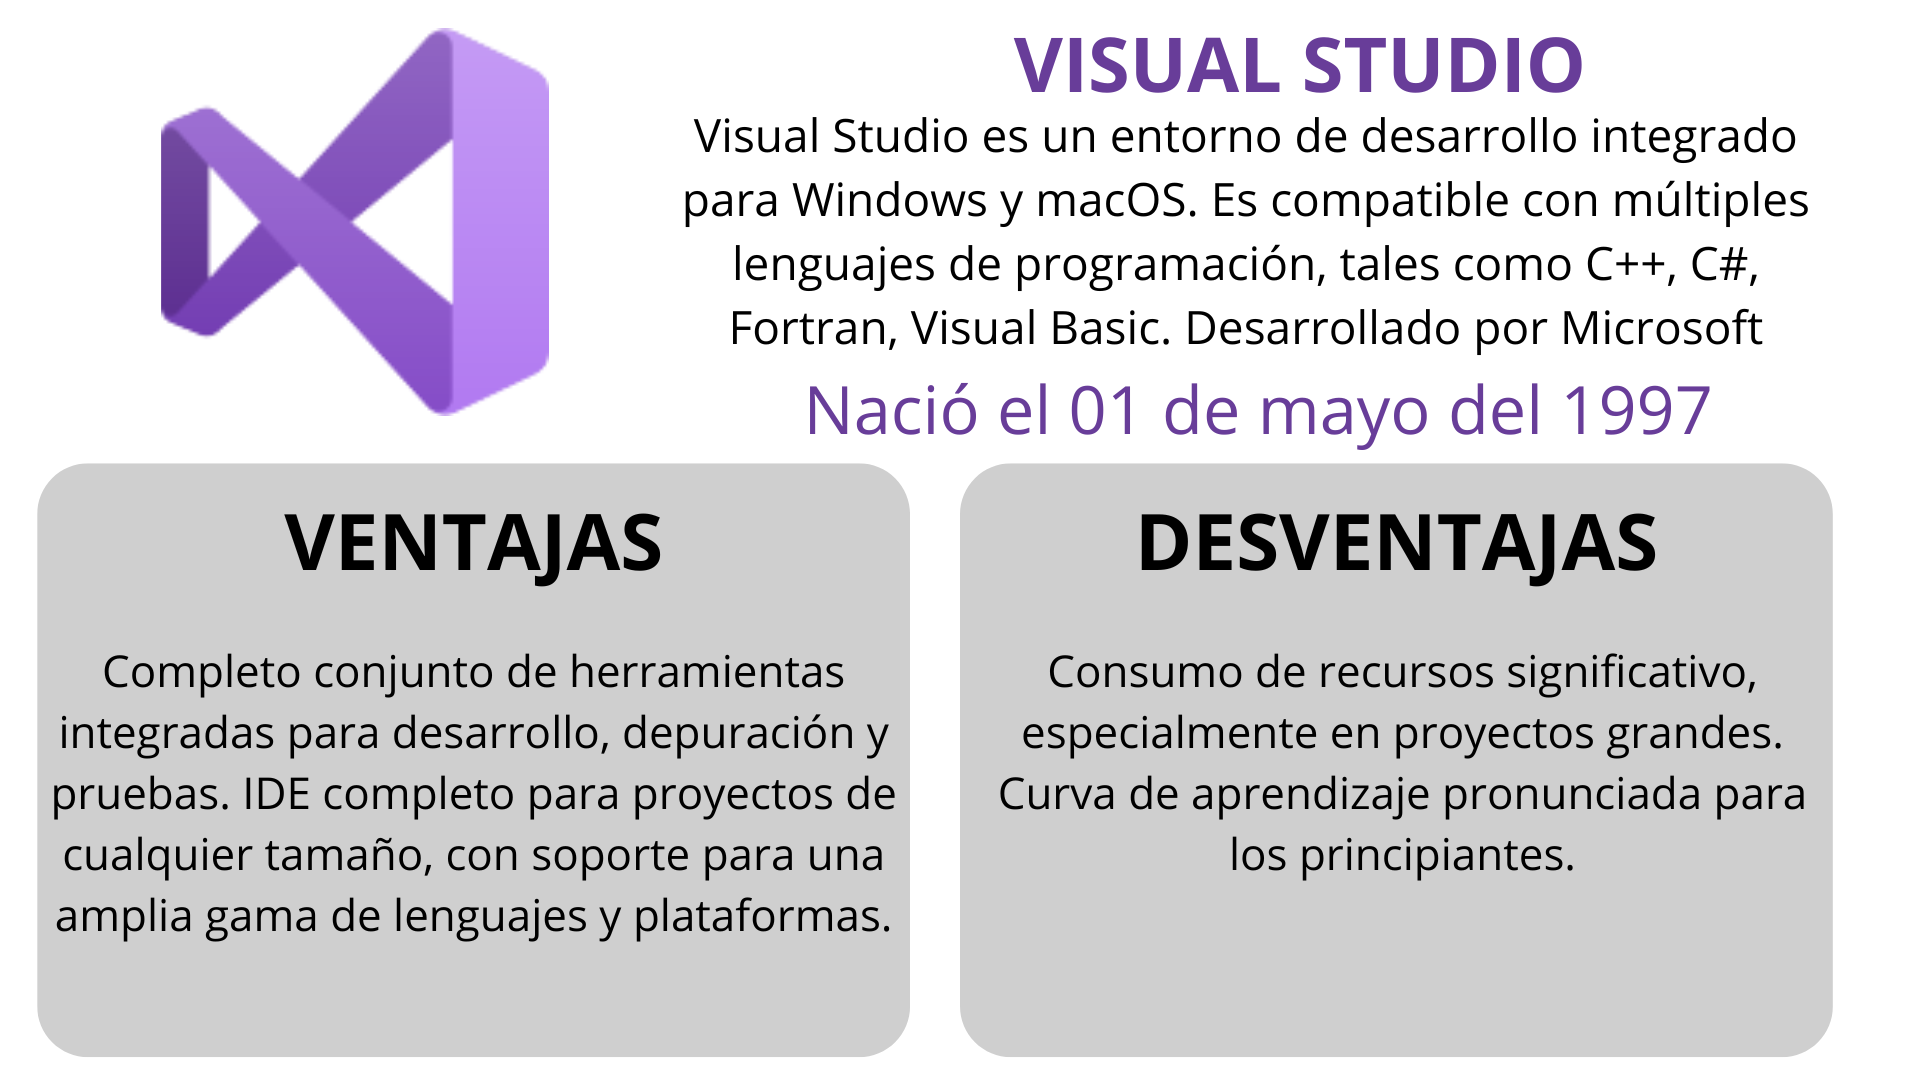 VISUAL STUDIO
Visual Studio es un entorno de desarrollo integrado
para Windows y macOS. Es compatible con múltiples
lenguajes de programación, tales como C++, C#,
Fortran, Visual Basic. Desarrollado por Microsoft
Nació el 01 de mayo del 1997
VENTAJAS
Completo conjunto de herramientas
integradas para desarrollo, depuración y
pruebas. IDE completo para proyectos de
cualquier tamaño, con soporte para una
amplia gama de lenguajes y plataformas.
DESVENTAJAS
Consumo de recursos significativo,
especialmente en proyectos grandes.
Curva de aprendizaje pronunciada para
los principiantes.